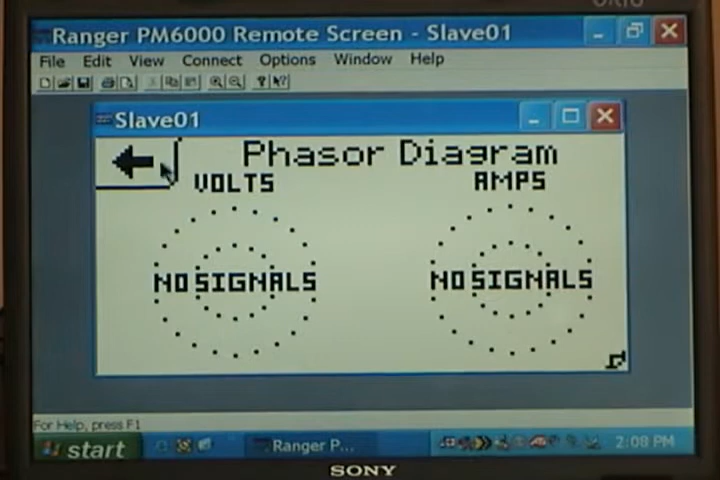 Ranger PM6000 Remote Screen - Slave01
File Edit View Connect Options Window Help
Slave01
Phasor Diagram
VOLTS
AMPS
NO SIGNALS
NO SIGNALS
For Help, press F1
start
Ranger P...
2:08 PM
SONY